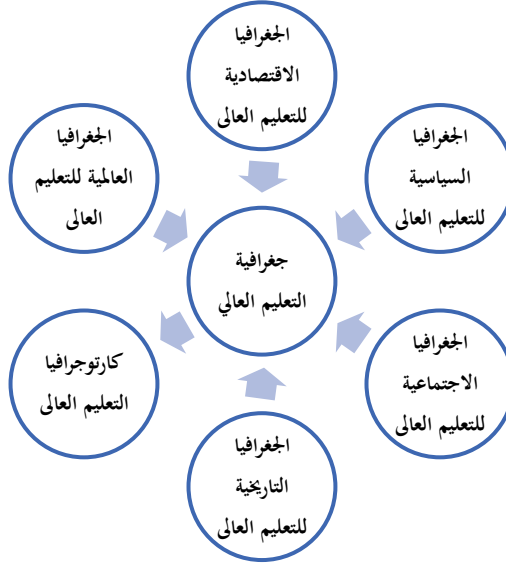 الجغرافيا
الاقتصادية
للتعليم العالى
الجغرافيا
السياسية
للتعليم العالى
الجغرافيا
الاجتماعية
للتعليم العالى
الجغرافيا
التاريخية
للتعليم العالى
كارتوجرافيا
التعليم العالى
الجغرافيا
العالمية للتعليم
العالى
جغرافية
التعليم العالي